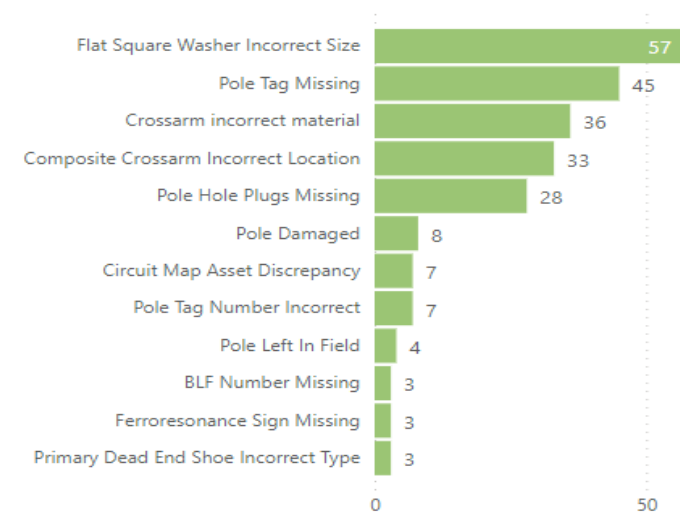 Flat Square Washer Incorrect Size 57
Pole Tag Missing 45
Crossarm incorrect material 36
Composite Crossarm Incorrect Location 33
Pole Hole Plugs Missing 28
Pole Damaged 8
Circuit Map Asset Discrepancy 7
Pole Tag Number Incorrect 7
Pole Left In Field 4
BLF Number Missing 3
Ferroresonance Sign Missing 3
Primary Dead End Shoe Incorrect Type 3
0 50